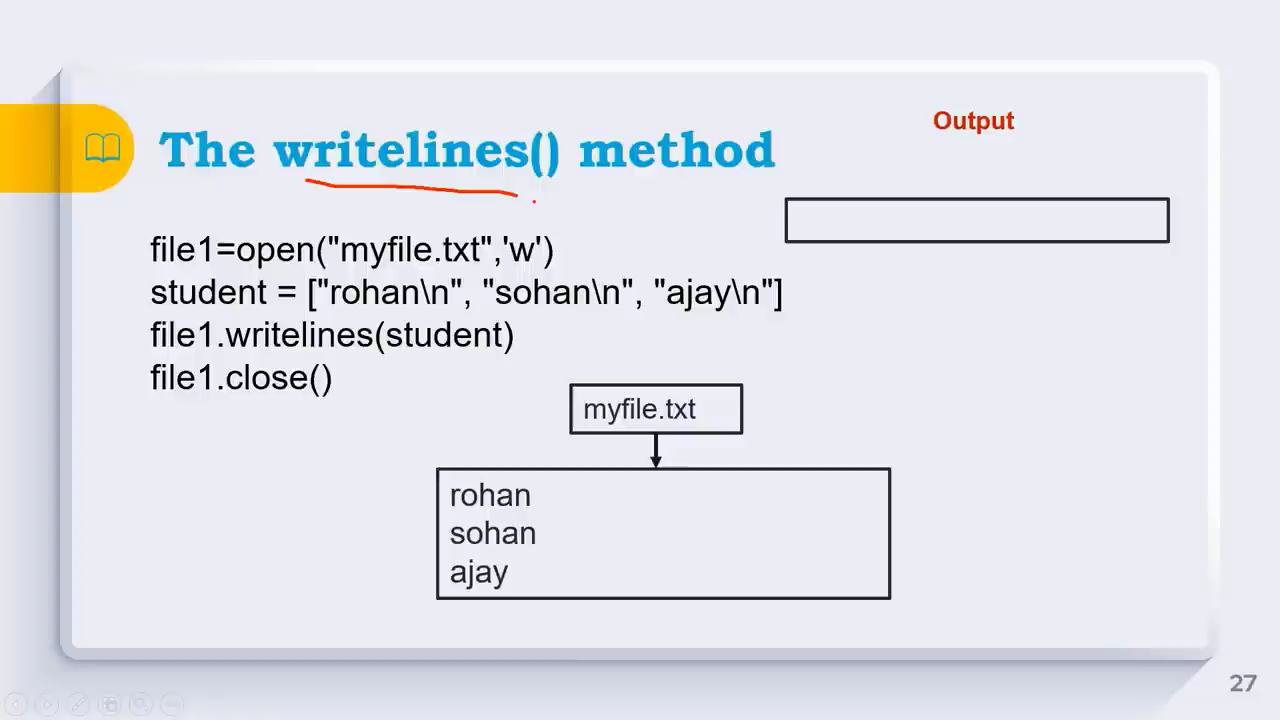 The writelines() method
Output
file1=open("myfile.txt",'w')
student = ["rohan\n", "sohan\n", "ajay\n"]
file1.writelines(student)
file1.close()
myfile.txt
rohan
sohan
ajay
27